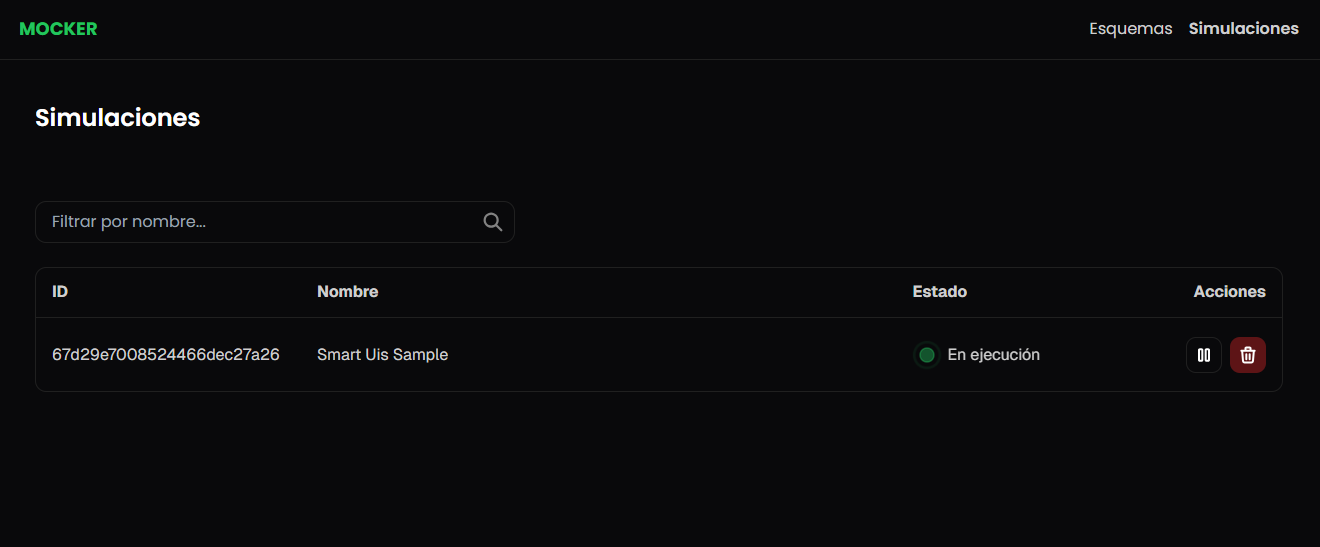 MOCKER
Esquemas Simulaciones
Simulaciones
Filtrar por nombre...
ID Nombre Estado Acciones
67d29e7008524466dec27a26 Smart Uis Sample En ejecución